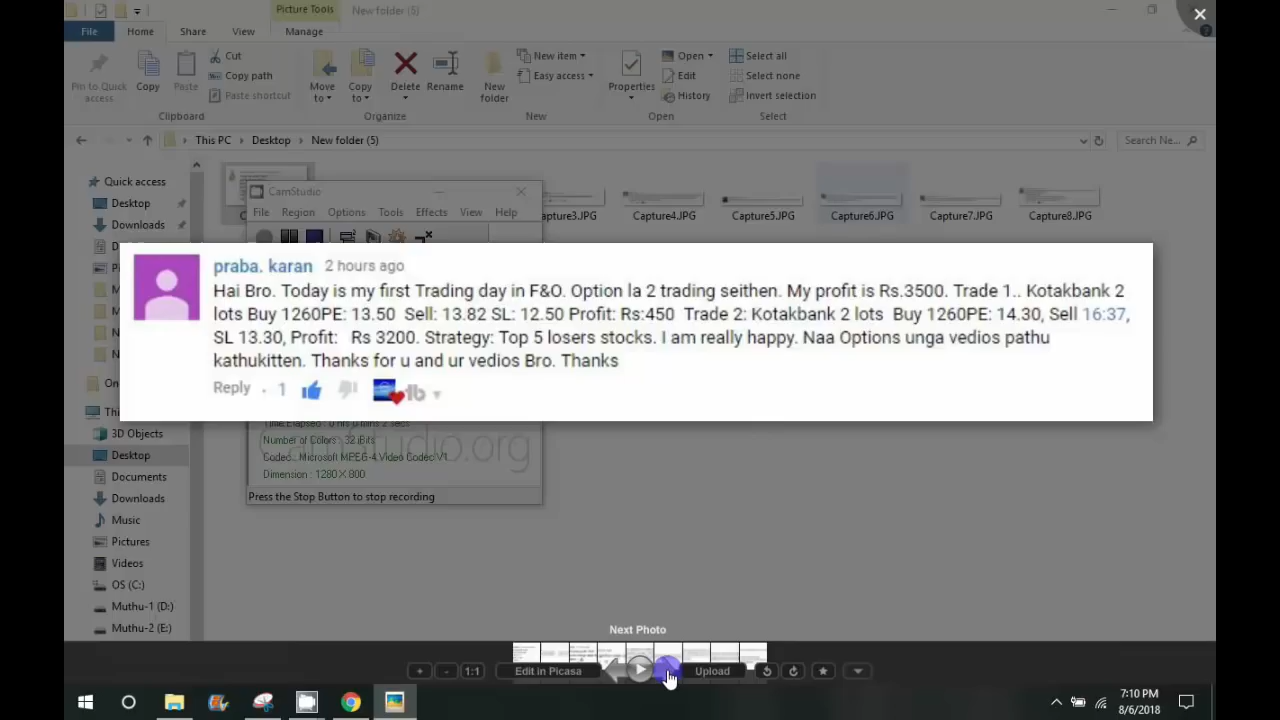 Picture Tools
New folder (5)
File
Home
Share
View
Manage
Pin to Quick access
Copy
Paste
Cut
Copy path
Paste shortcut
Clipboard
Move to
Copy to
Delete
Rename
Organize
New folder
New item
Easy access
New
Properties
Open
Edit
History
Open
Select all
Select none
Invert selection
Select
This PC
Desktop
New folder (5)
Search Ne...
Quick access
Desktop
Downloads
CamStudio
File
Region
Options
Tools
Effects
View
Help
apture3.JPG
Capture4.JPG
Capture5.JPG
Capture6.JPG
Capture7.JPG
Capture8.JPG
praba. karan 2 hours ago
Hai Bro. Today is my first Trading day in F&O. Option la 2 trading seithen. My profit is Rs.3500. Trade 1.. Kotakbank 2
lots Buy 1260PE: 13.50 Sell: 13.82 SL: 12.50 Profit: Rs:450 Trade 2: Kotakbank 2 lots Buy 1260PE: 14.30, Sell 16:37,
SL 13.30, Profit: Rs 3200. Strategy: Top 5 losers stocks. I am really happy. Naa Options unga vedios pathu
kathukitten. Thanks for u and ur vedios Bro. Thanks
Reply . 1
On
Thi
3D Objects
Desktop
Documents
Downloads
Music
Pictures
Videos
OS (C:)
Muthu-1 (D:)
Muthu-2 (E:)
Number of Colors : 32 Bits
CamStudio.org
Codec : Microsoft MPEG-4 Video Codec V1
Dimension : 1280 X 800
Press the Stop Button to stop recording
Next Photo
1:1
Edit in Picasa
Upload
7:10 PM
8/6/2018